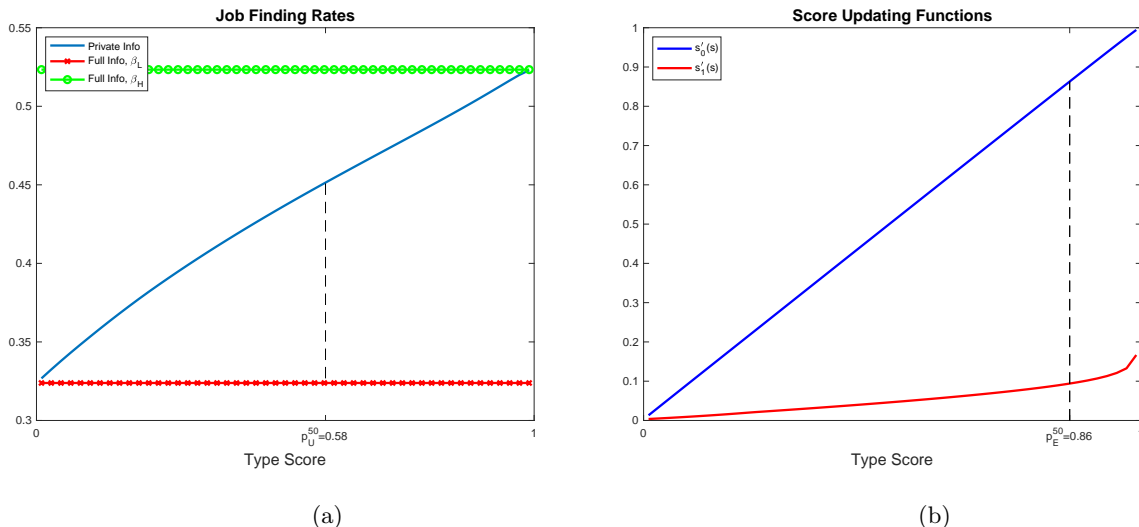 Job Finding Rates
0.55
0.5
0.45
0.4
0.35
0.3
Private Info
Full Info, β_L
Full Info, β_H
0
p_U^50=0.58
1
Type Score
(a)
Score Updating Functions
1
0.9
0.8
0.7
0.6
0.5
0.4
0.3
0.2
0.1
0
s'_0(s)
s'_1(s)
0
p_E^50=0.86
1
Type Score
(b)